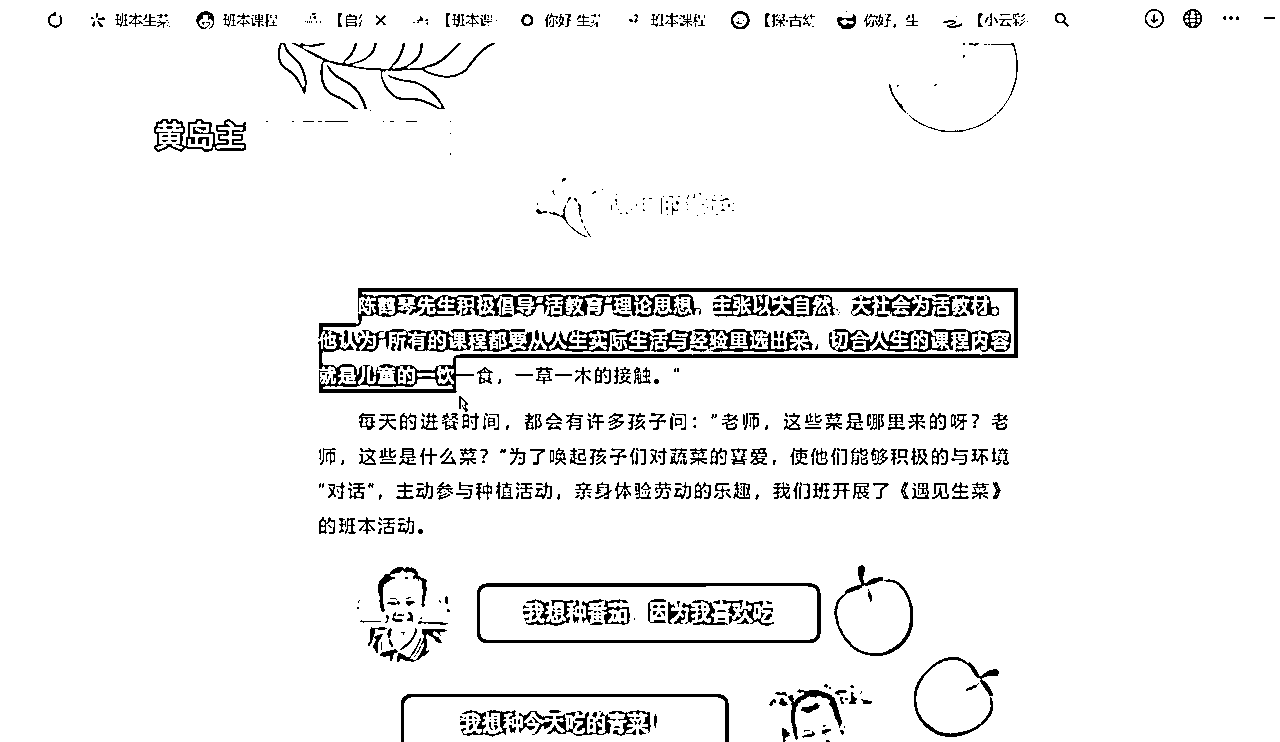 班本生菜 班本课程 【自 【班本课 你好 生菜 班本课程 【探·古 你好，生 【小云彩
黄岛主
陈鹤琴先生积极倡导“活教育”理论思想，主张以大自然、大社会为活教材。
他认为“所有的课程都要从人生实际生活与经验里选出来，切合人生的课程内容
就是儿童的一饮一食，一草一木的接触。”
每天的进餐时间，都会有许多孩子问：“老师，这些菜是哪里来的呀？老
师，这些是什么菜？”为了唤起孩子们对蔬菜的喜爱，使他们能够积极的与环境
“对话“，主动参与种植活动，亲身体验劳动的乐趣，我们班开展了《遇见生菜》
的班本活动。
我想种番茄，因为我喜欢吃
我想种今天吃的青菜！